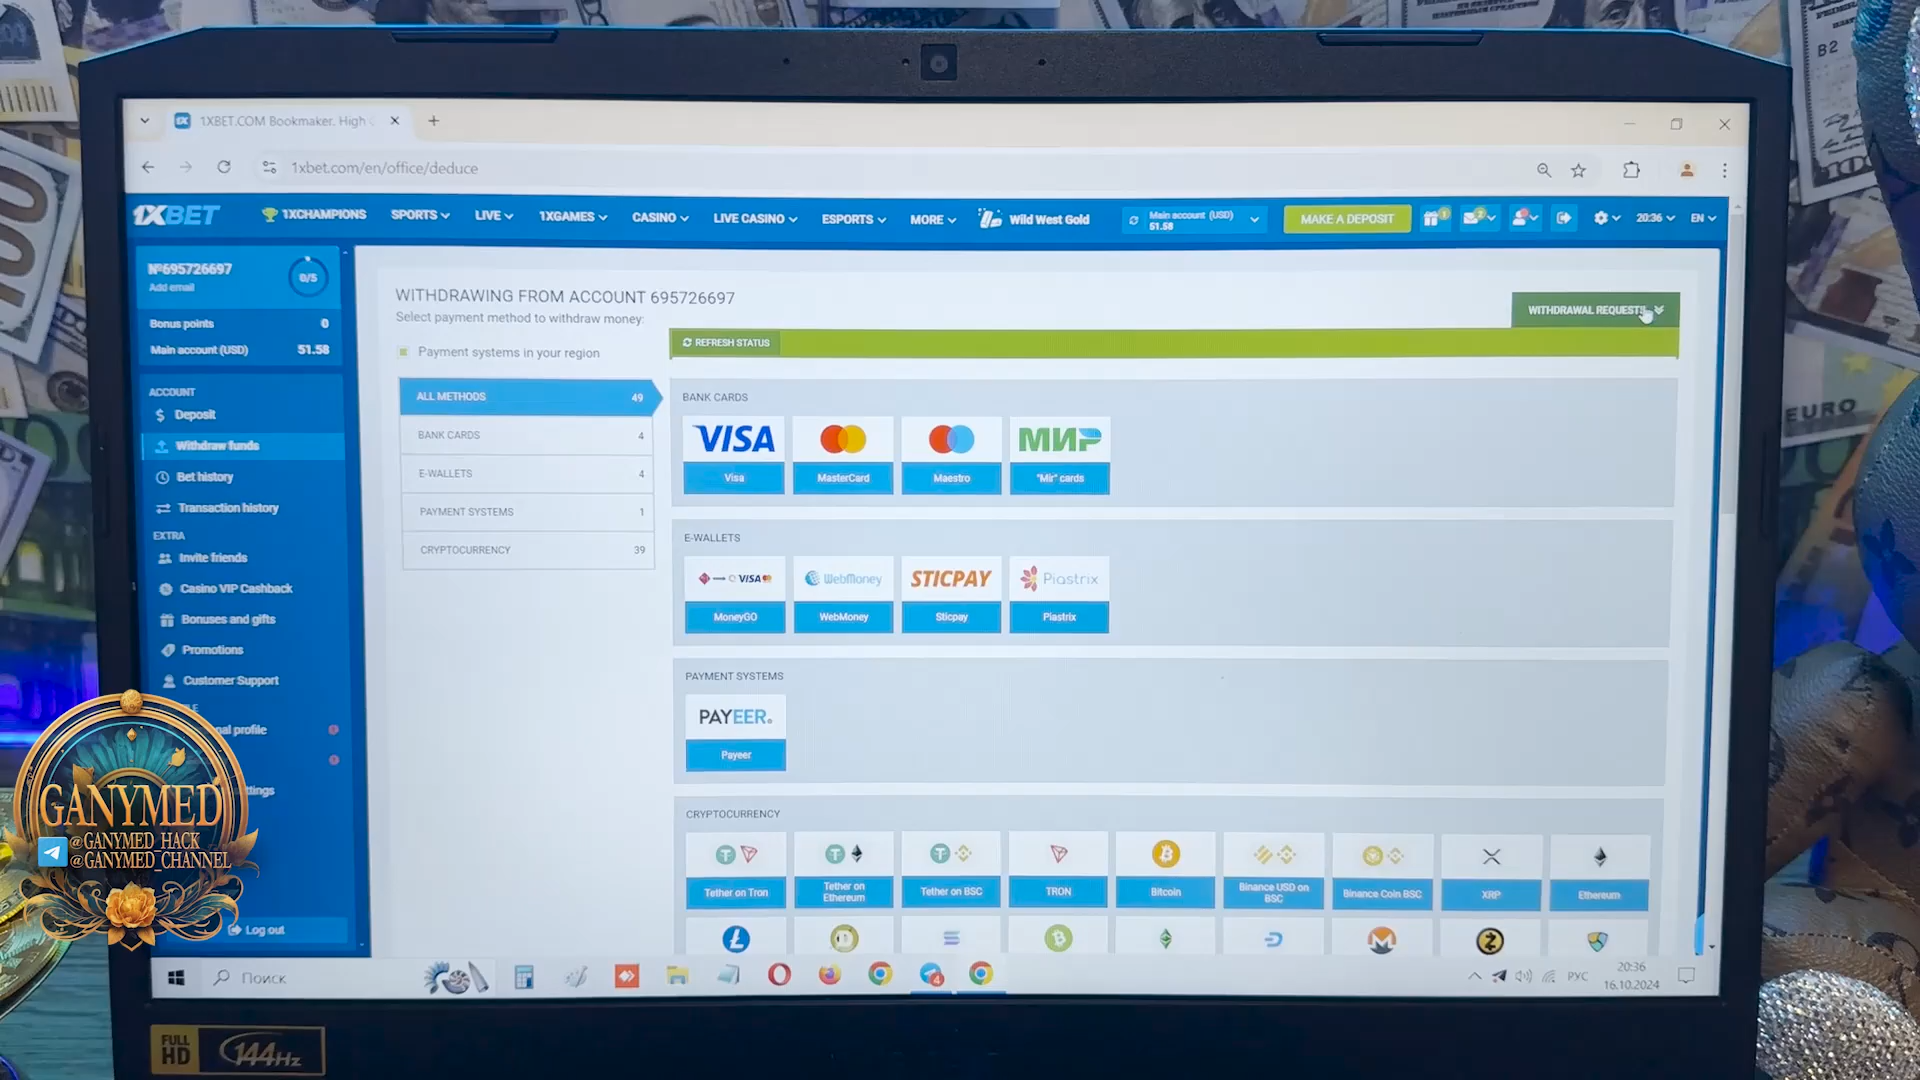 1XBET.COM Bookmaker. High
1xbet.com/en/office/deduce
1XBET
1XCHAMPIONS
SPORTS
LIVE
1XGAMES
CASINO
LIVE CASINO
ESPORTS
MORE
Wild West Gold
Main account (USD)
51.58
MAKE A DEPOSIT
20:36
EN
№695726697
Add email
0/5
Bonus points 0
Main account (USD) 51.58
ACCOUNT
Deposit
Withdraw funds
Bet history
Transaction history
EXTRA
Invite friends
Casino VIP Cashback
Bonuses and gifts
Promotions
Customer Support
Log out
WITHDRAWING FROM ACCOUNT 695726697
Select payment method to withdraw money:
WITHDRAWAL REQUESTS
Payment systems in your region
REFRESH STATUS
ALL METHODS 49
BANK CARDS 4
E-WALLETS 4
PAYMENT SYSTEMS 1
CRYPTOCURRENCY 39
BANK CARDS
VISA
МИР
Visa
MasterCard
Maestro
"Mir" cards
E-WALLETS
VISA
WebMoney
STICPAY
Piastrix
MoneyGO
WebMoney
Sticpay
Piastrix
PAYMENT SYSTEMS
PAYEER
Payeer
CRYPTOCURRENCY
Tether on Tron
Tether on
Ethereum
Tether on BSC
TRON
Bitcoin
Binance USD on
BSC
Binance Coin BSC
XRP
Ethereum
GANYMED
@GANYMED_HACK
@GANYMED_CHANNEL
Поиск
4
РУС
20:36
16.10.2024
FULL
HD
144Hz
EURO
B2
100